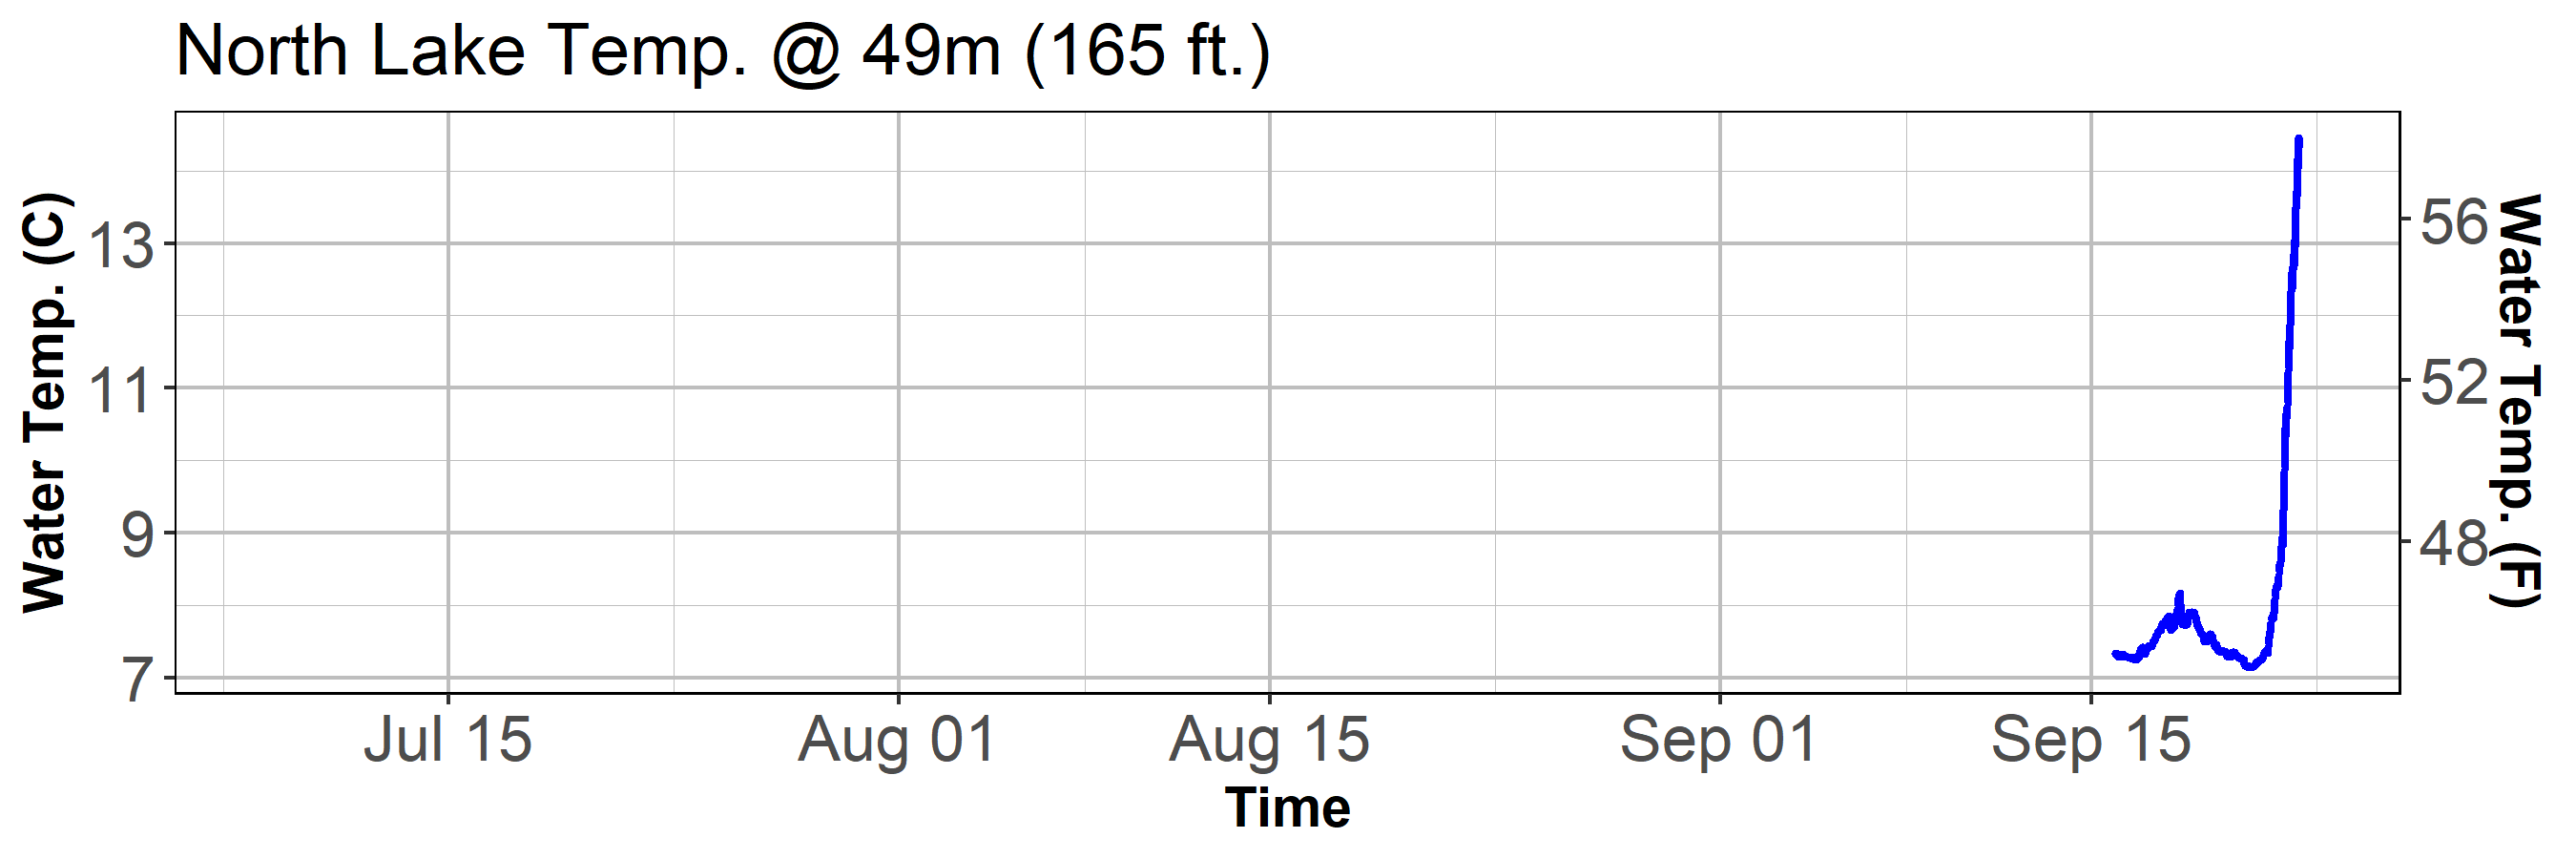 North Lake Temp. @ 49m (165 ft.)
Water Temp. (C)
13
11
9
7
56
52
48
Water Temp. (F)
Jul 15
Aug 01
Aug 15
Sep 01
Sep 15
Time